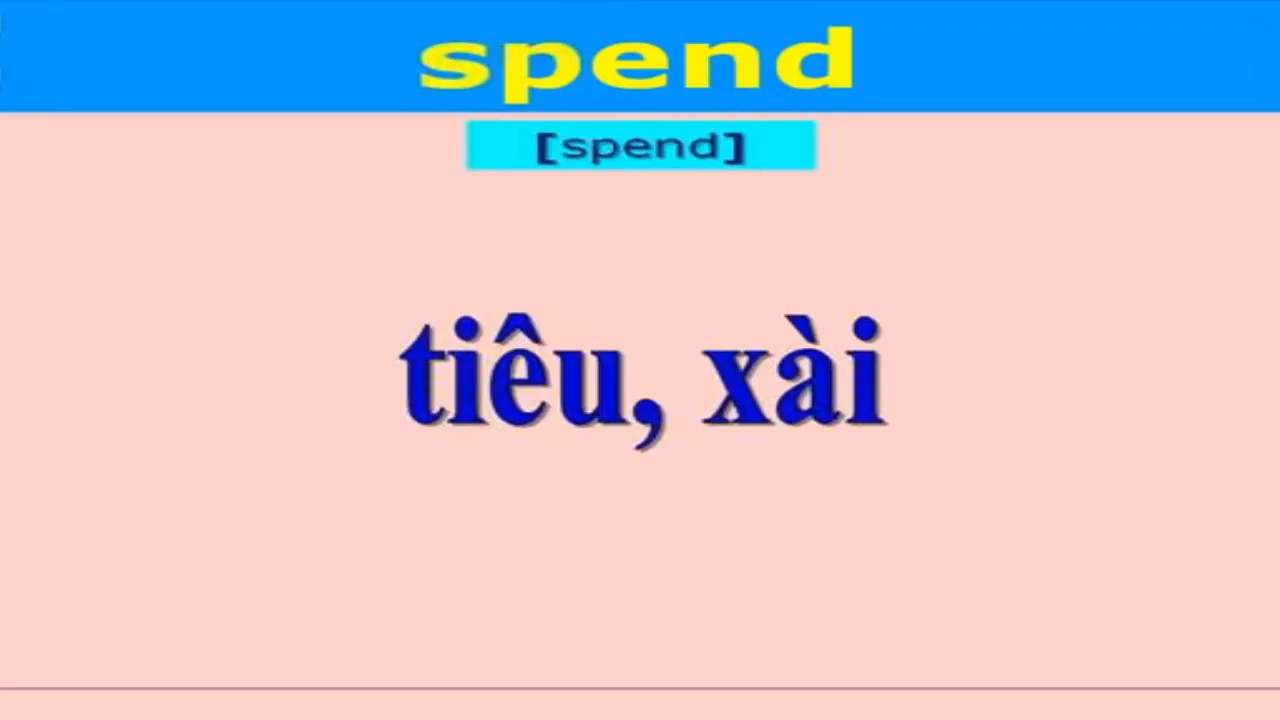 spend
[spend]
tiêu, xài